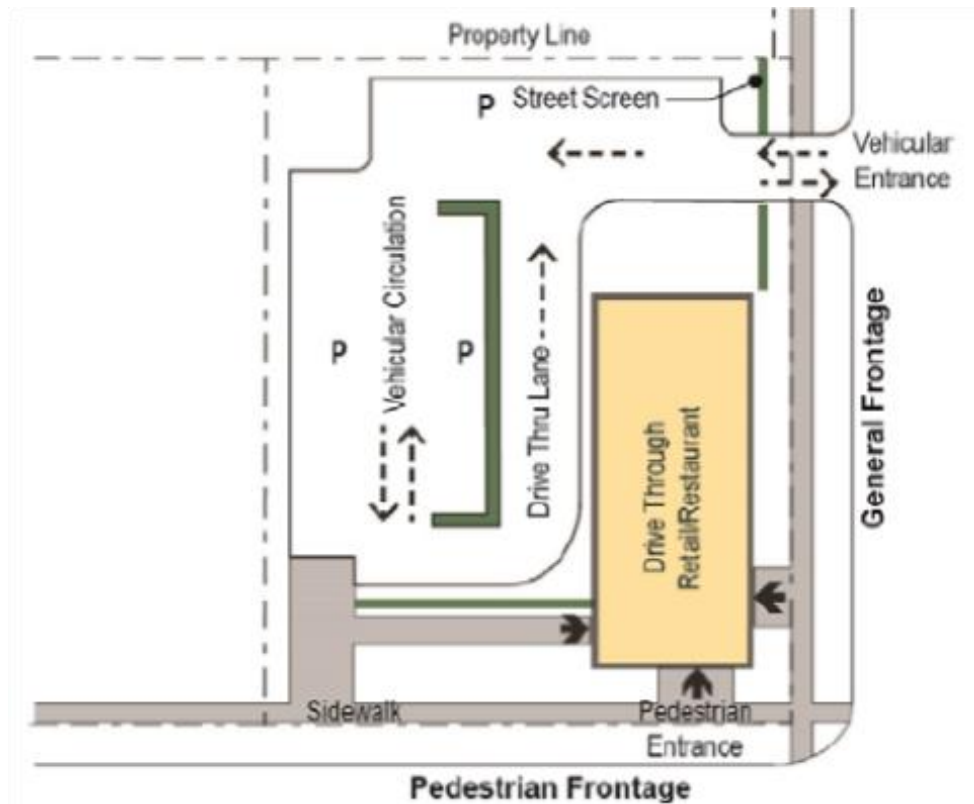 Property Line
P
Street Screen
Vehicular
Entrance
Vehicular Circulation
P
P
Drive Thru Lane
Drive Through
Retail/Restaurant
General Frontage
Sidewalk
Pedestrian
Entrance
Pedestrian Frontage